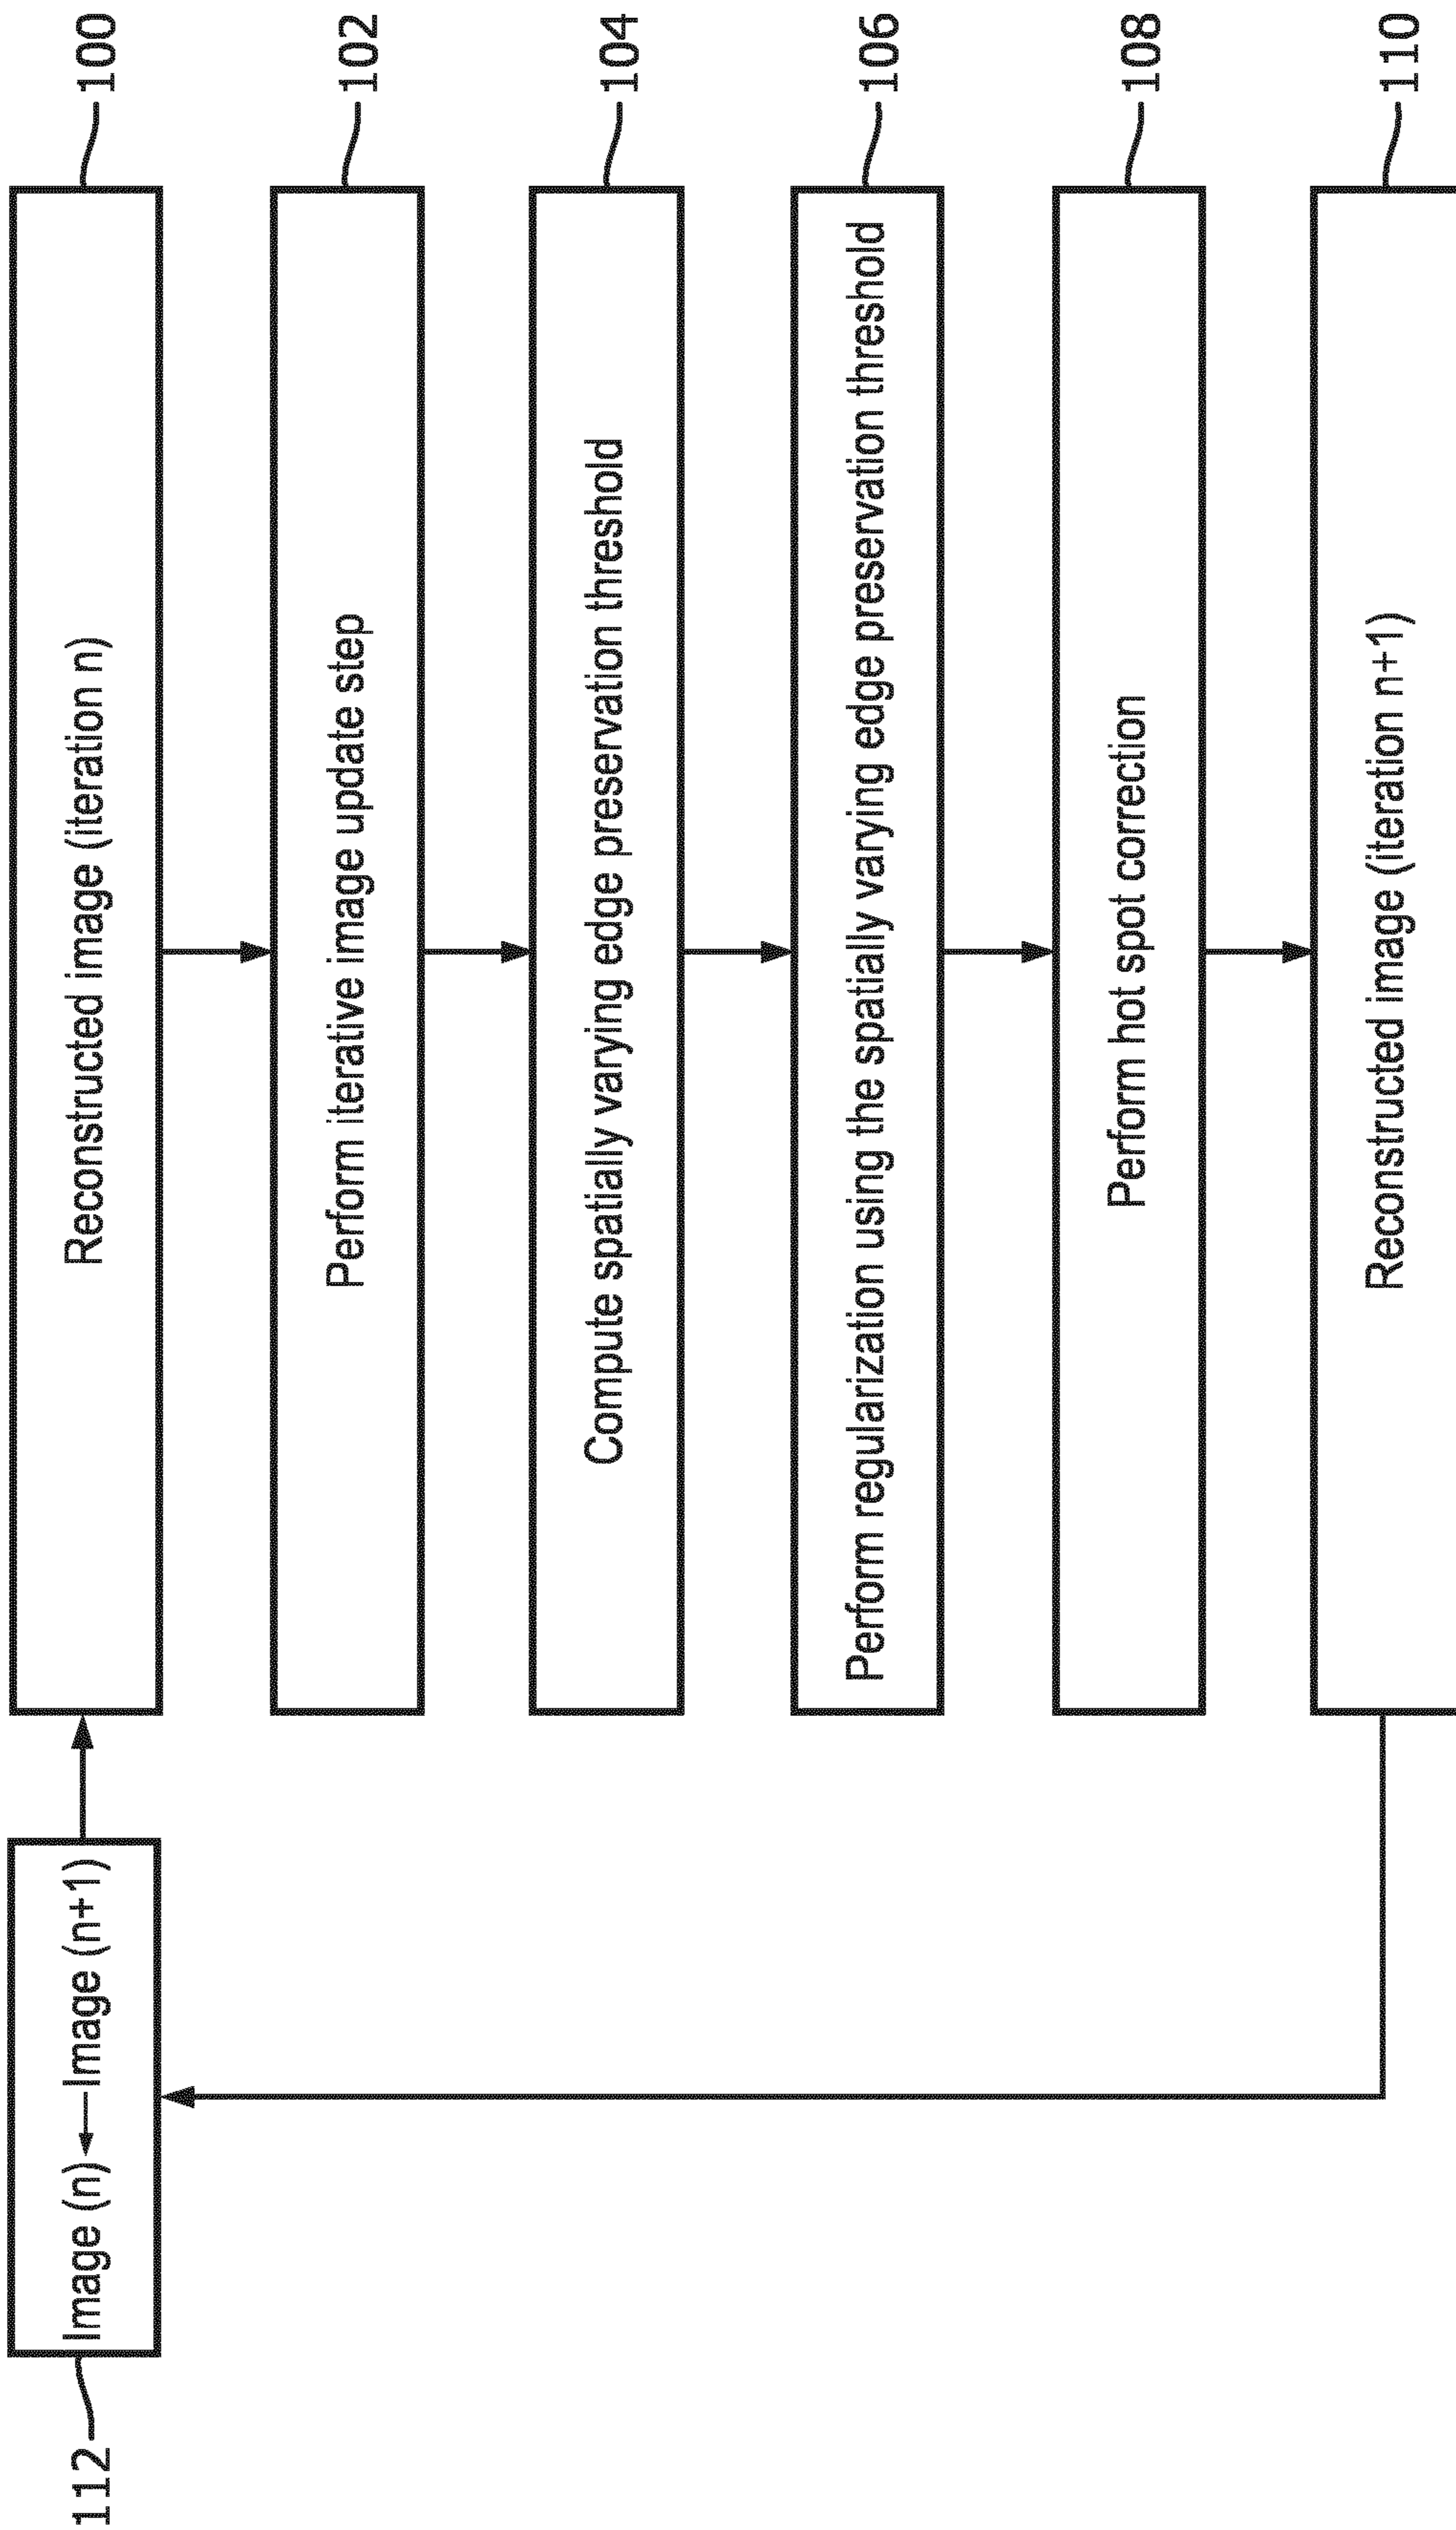 Reconstructed image (iteration n)
100
Perform iterative image update step
102
Compute spatially varying edge preservation threshold
104
Perform regularization using the spatially varying edge preservation threshold
106
Perform hot spot correction
108
Reconstructed image (iteration n+1)
110
112
Image (n) ← Image (n+1)